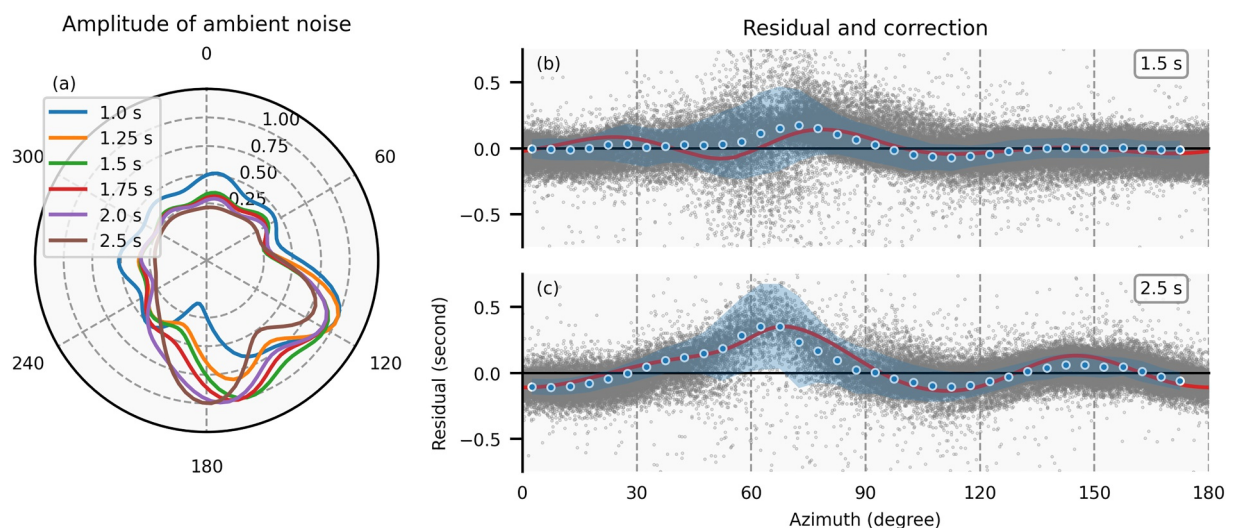 Amplitude of ambient noise
0
(a)
1.0 s
1.25 s
1.5 s
1.75 s
2.0 s
2.5 s
1.00
0.75
0.50
0.25
300
60
240
120
180
Residual and correction
(b)
1.5 s
0.5
0.0
−0.5
(c)
2.5 s
0.5
0.0
−0.5
Residual (second)
0 30 60 90 120 150 180
Azimuth (degree)